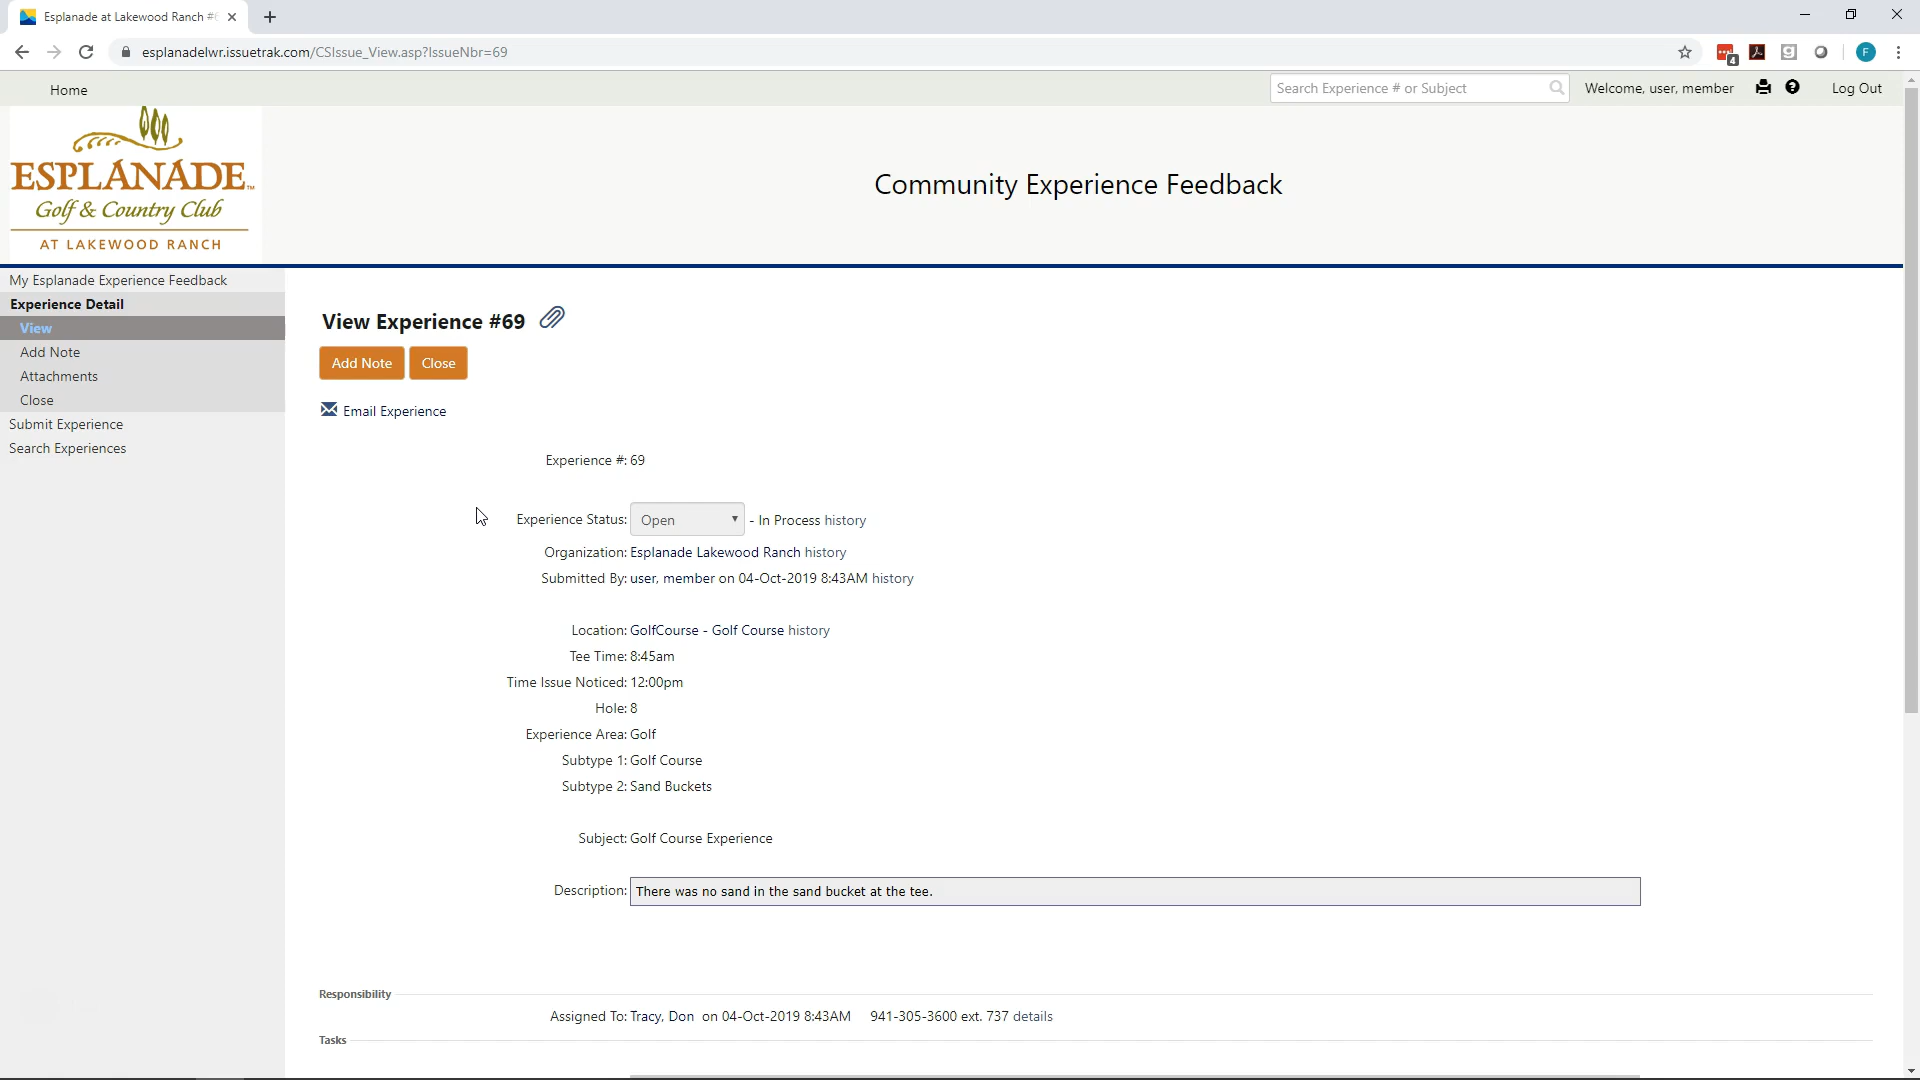 Esplanade at Lakewood Ranch #6
esplanadelwr.issuetrak.com/CSIssue_View.asp?IssueNbr=69
4
F
Home
Search Experience # or Subject
Welcome, user, member
Log Out
ESPLANADE™
Golf & Country Club
AT LAKEWOOD RANCH
Community Experience Feedback
My Esplanade Experience Feedback
Experience Detail
View
Add Note
Attachments
Close
Submit Experience
Search Experiences
View Experience #69
Add Note Close
Email Experience
Experience #: 69
Experience Status: Open - In Process history
Organization: Esplanade Lakewood Ranch history
Submitted By: user, member on 04-Oct-2019 8:43AM history
Location: GolfCourse - Golf Course history
Tee Time: 8:45am
Time Issue Noticed: 12:00pm
Hole: 8
Experience Area: Golf
Subtype 1: Golf Course
Subtype 2: Sand Buckets
Subject: Golf Course Experience
Description: There was no sand in the sand bucket at the tee.
Responsibility
Assigned To: Tracy, Don on 04-Oct-2019 8:43AM 941-305-3600 ext. 737 details
Tasks